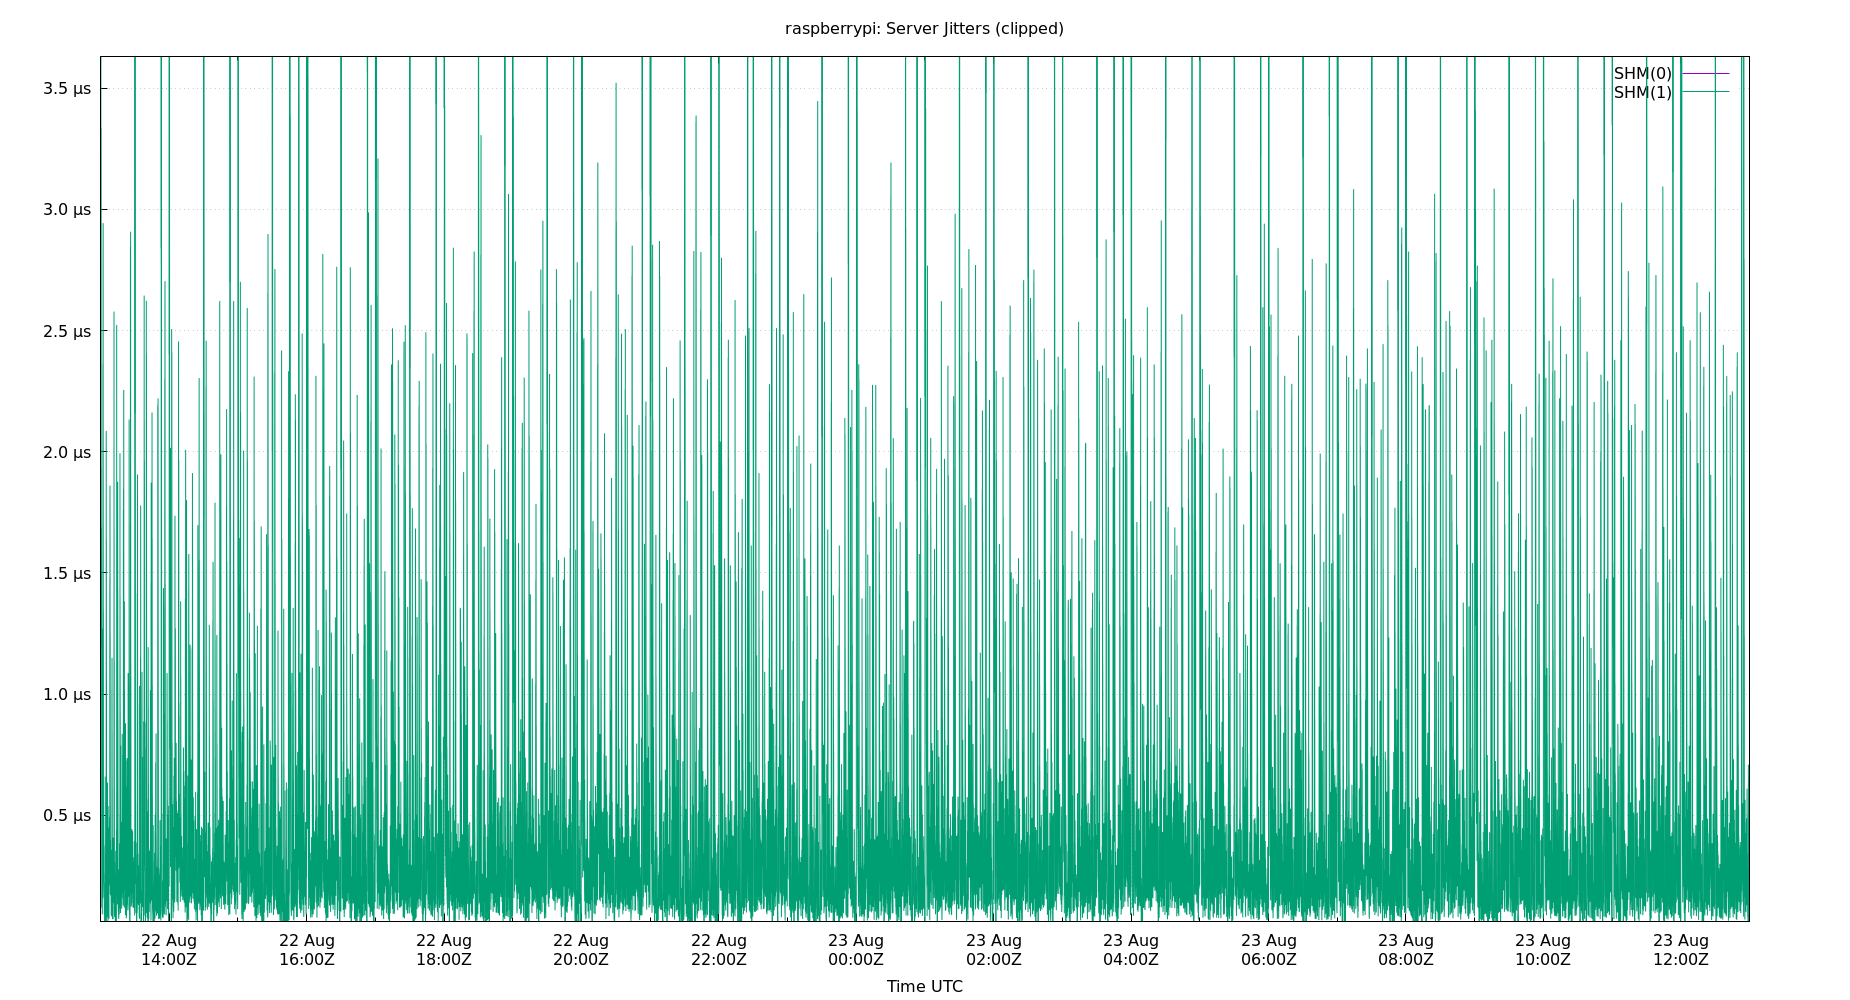 raspberrypi: Server Jitters (clipped)
SHM(0)
SHM(1)
3.5 µs
3.0 µs
2.5 µs
2.0 µs
1.5 µs
1.0 µs
0.5 µs
22 Aug 22 Aug 22 Aug 22 Aug 22 Aug 23 Aug 23 Aug 23 Aug 23 Aug 23 Aug 23 Aug 23 Aug
14:00Z 16:00Z 18:00Z 20:00Z 22:00Z 00:00Z 02:00Z 04:00Z 06:00Z 08:00Z 10:00Z 12:00Z
Time UTC